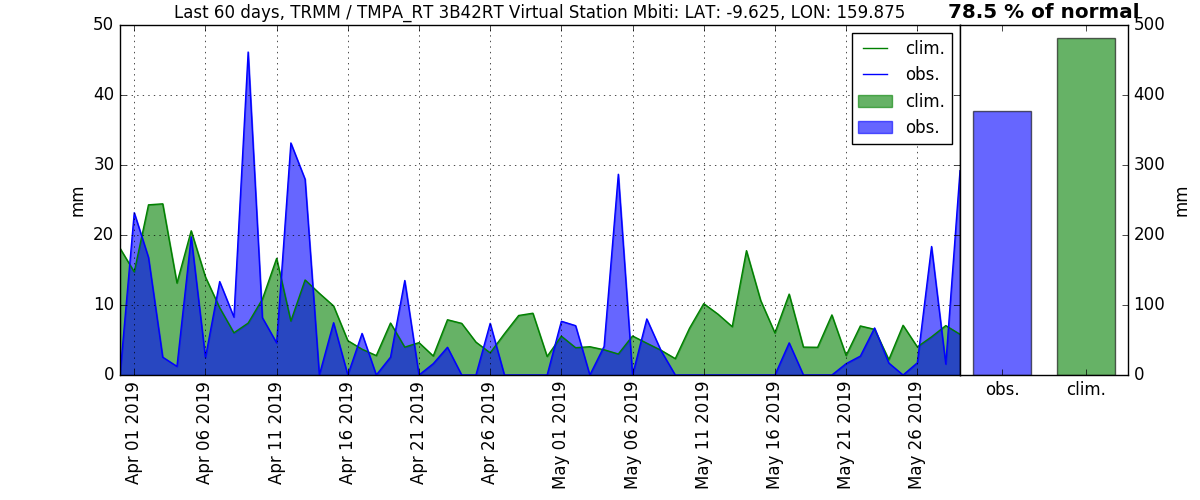 Last 60 days, TRMM / TMPA_RT 3B42RT Virtual Station Mbiti: LAT: -9.625, LON: 159.875
78.5 % of normal
50
40
30
20
10
0
mm
clim.
obs.
clim.
obs.
500
400
300
200
100
0
mm
Apr 01 2019
Apr 06 2019
Apr 11 2019
Apr 16 2019
Apr 21 2019
Apr 26 2019
May 01 2019
May 06 2019
May 11 2019
May 16 2019
May 21 2019
May 26 2019
obs.
clim.